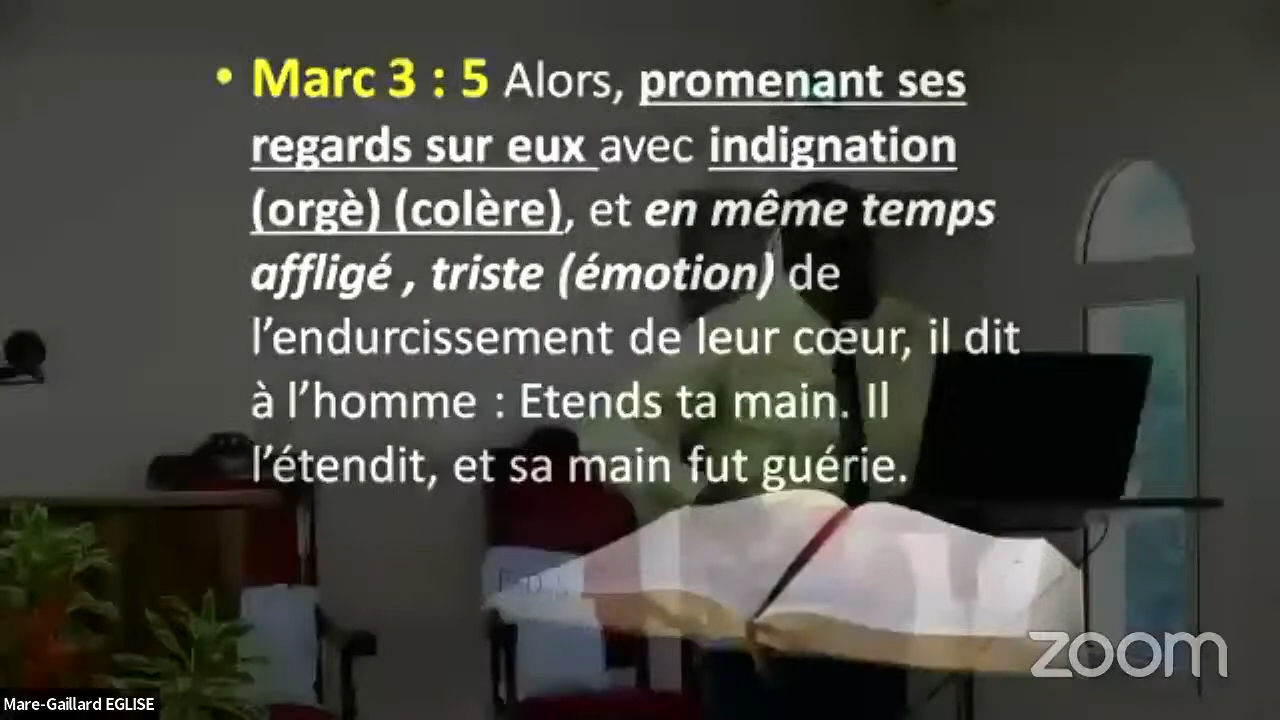 • Marc 3 : 5 Alors, promenant ses
regards sur eux avec indignation
(orgè) (colère), et en même temps
affligé , triste (émotion) de
l’endurcissement de leur cœur, il dit
à l’homme : Etends ta main. Il
l’étendit, et sa main fut guérie.
zoom
Mare-Gaillard EGLISE